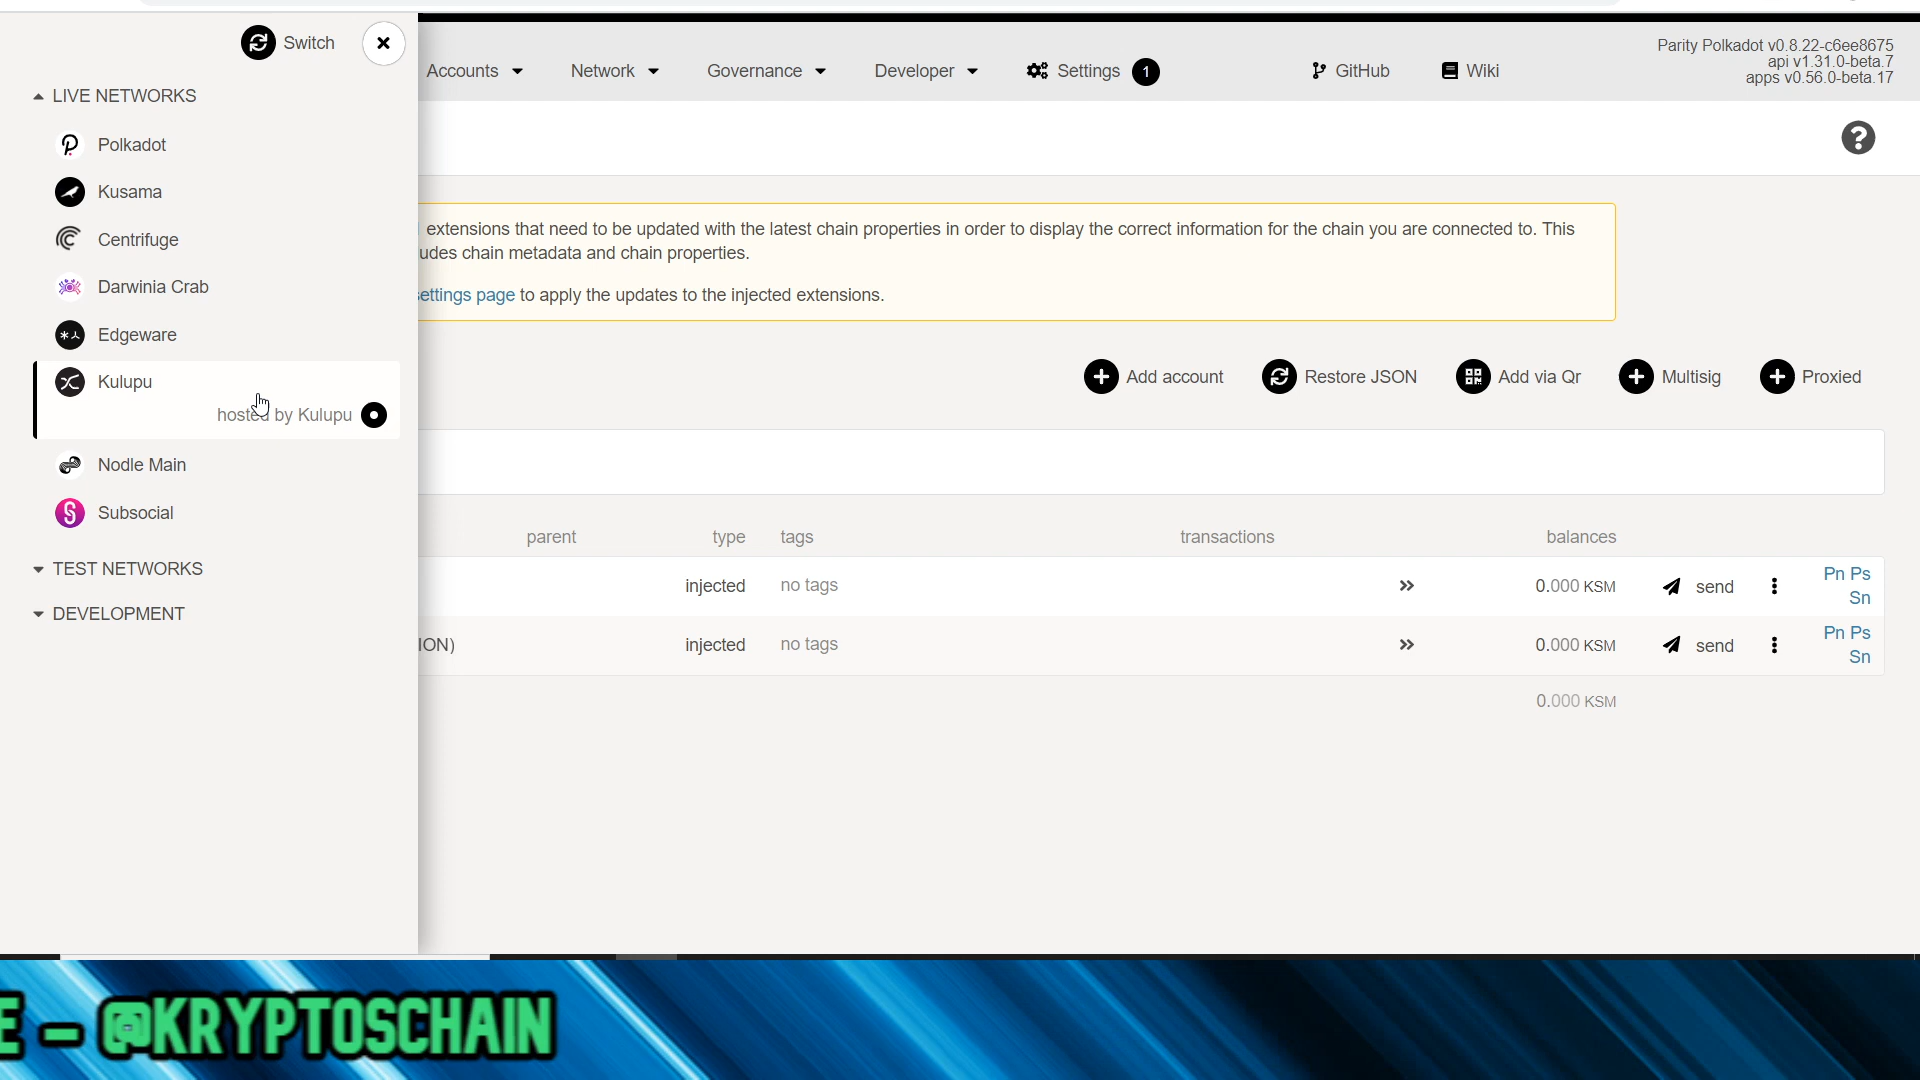 Switch
LIVE NETWORKS
Polkadot
Kusama
Centrifuge
Darwinia Crab
Edgeware
Kulupu
hosted by Kulupu
Nodle Main
Subsocial
TEST NETWORKS
DEVELOPMENT
Accounts
Network
Governance
Developer
Settings 1
GitHub
Wiki
Parity Polkadot v0.8.22-c6ee8675
api v1.31.0-beta.7
apps v0.56.0-beta.17
extensions that need to be updated with the latest chain properties in order to display the correct information for the chain you are connected to. This
udes chain metadata and chain properties.
ettings page to apply the updates to the injected extensions.
Add account
Restore JSON
Add via Qr
Multisig
Proxied
parent type tags transactions balances
injected no tags 0.000 KSM send Pn Ps
Sn
ION) injected no tags 0.000 KSM send Pn Ps
Sn
0.000 KSM
E - @KRYPTOSCHAIN